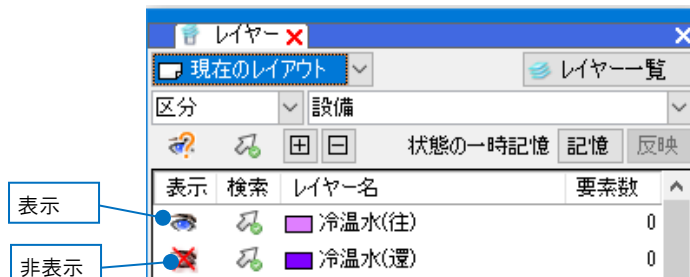 レイヤー
現在のレイアウト レイヤー一覧
区分 設備
状態の一時記憶 記憶 反映
表示 検索 レイヤー名 要素数
表示
冷温水(往) 0
非表示
冷温水(還) 0